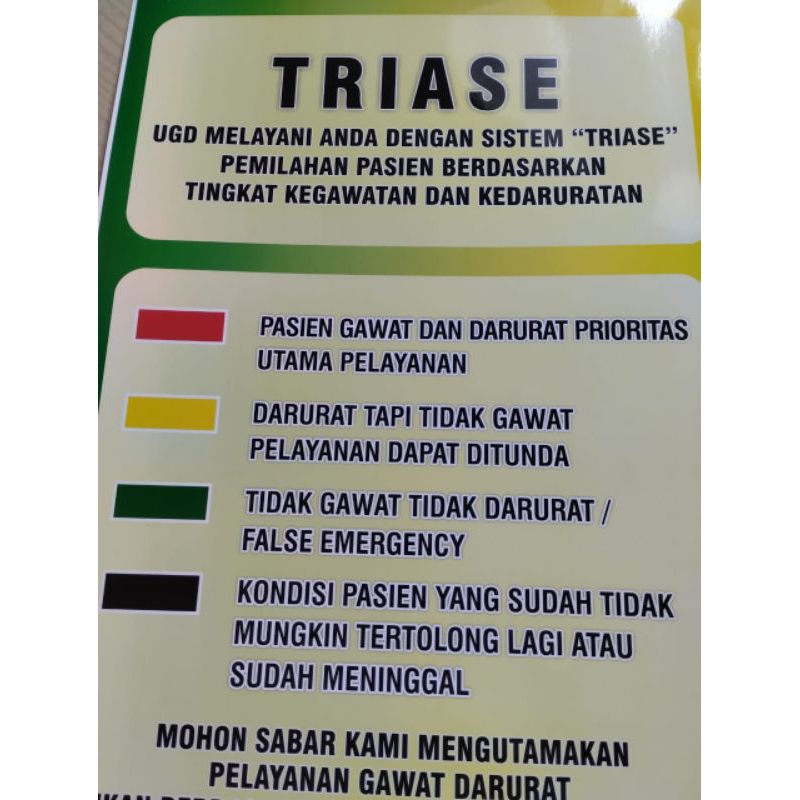 TRIASE
UGD MELAYANI ANDA DENGAN SISTEM “TRIASE”
PEMILAHAN PASIEN BERDASARKAN
TINGKAT KEGAWATAN DAN KEDARURATAN
PASIEN GAWAT DAN DARURAT PRIORITAS
UTAMA PELAYANAN
DARURAT TAPI TIDAK GAWAT
PELAYANAN DAPAT DITUNDA
TIDAK GAWAT TIDAK DARURAT /
FALSE EMERGENCY
KONDISI PASIEN YANG SUDAH TIDAK
MUNGKIN TERTOLONG LAGI ATAU
SUDAH MENINGGAL
MOHON SABAR KAMI MENGUTAMAKAN
PELAYANAN GAWAT DARURAT